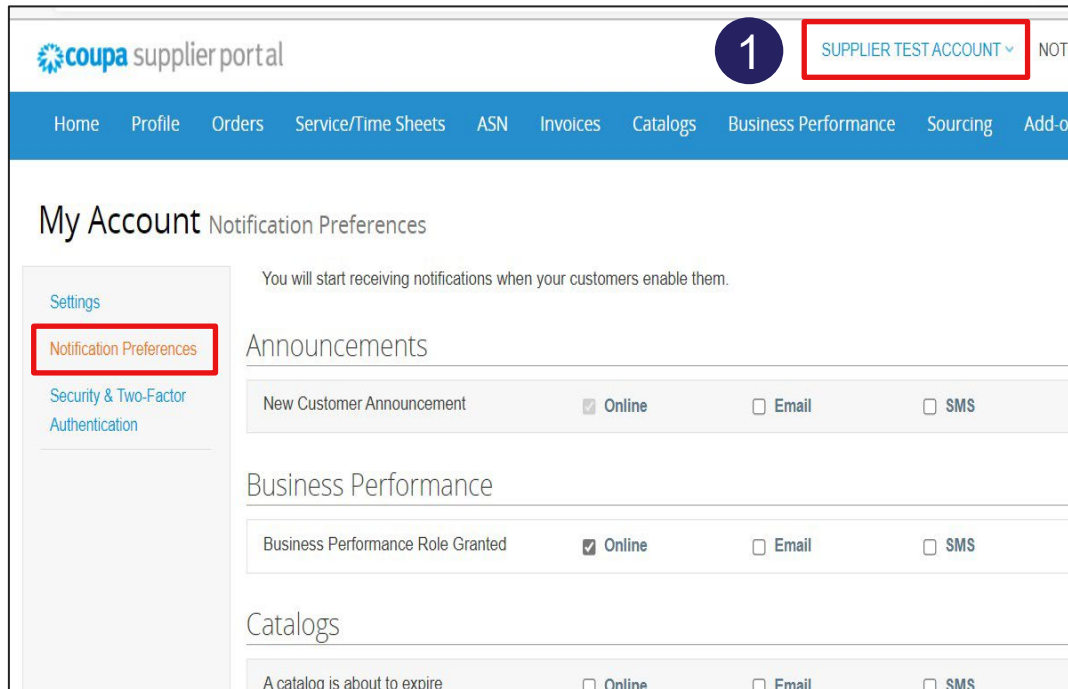 coupa supplier portal
1
SUPPLIER TEST ACCOUNT
NOT
Home Profile Orders Service/Time Sheets ASN Invoices Catalogs Business Performance Sourcing Add-o
My Account Notification Preferences
You will start receiving notifications when your customers enable them.
Settings
Notification Preferences
Security & Two-Factor
Authentication
Announcements
New Customer Announcement Online Email SMS
Business Performance
Business Performance Role Granted Online Email SMS
Catalogs
A catalog is about to expire Online Email SMS